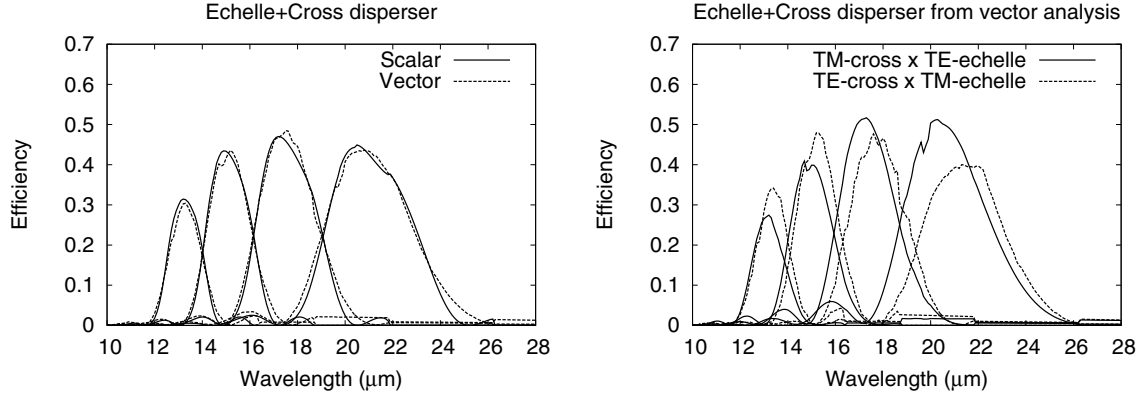 Echelle+Cross disperser
0.7
0.6
0.5
0.4
0.3
0.2
0.1
0
Efficiency
Scalar
Vector
10 12 14 16 18 20 22 24 26 28
Wavelength (μm)
Echelle+Cross disperser from vector analysis
0.7
0.6
0.5
0.4
0.3
0.2
0.1
0
Efficiency
TM-cross x TE-echelle
TE-cross x TM-echelle
10 12 14 16 18 20 22 24 26 28
Wavelength (μm)